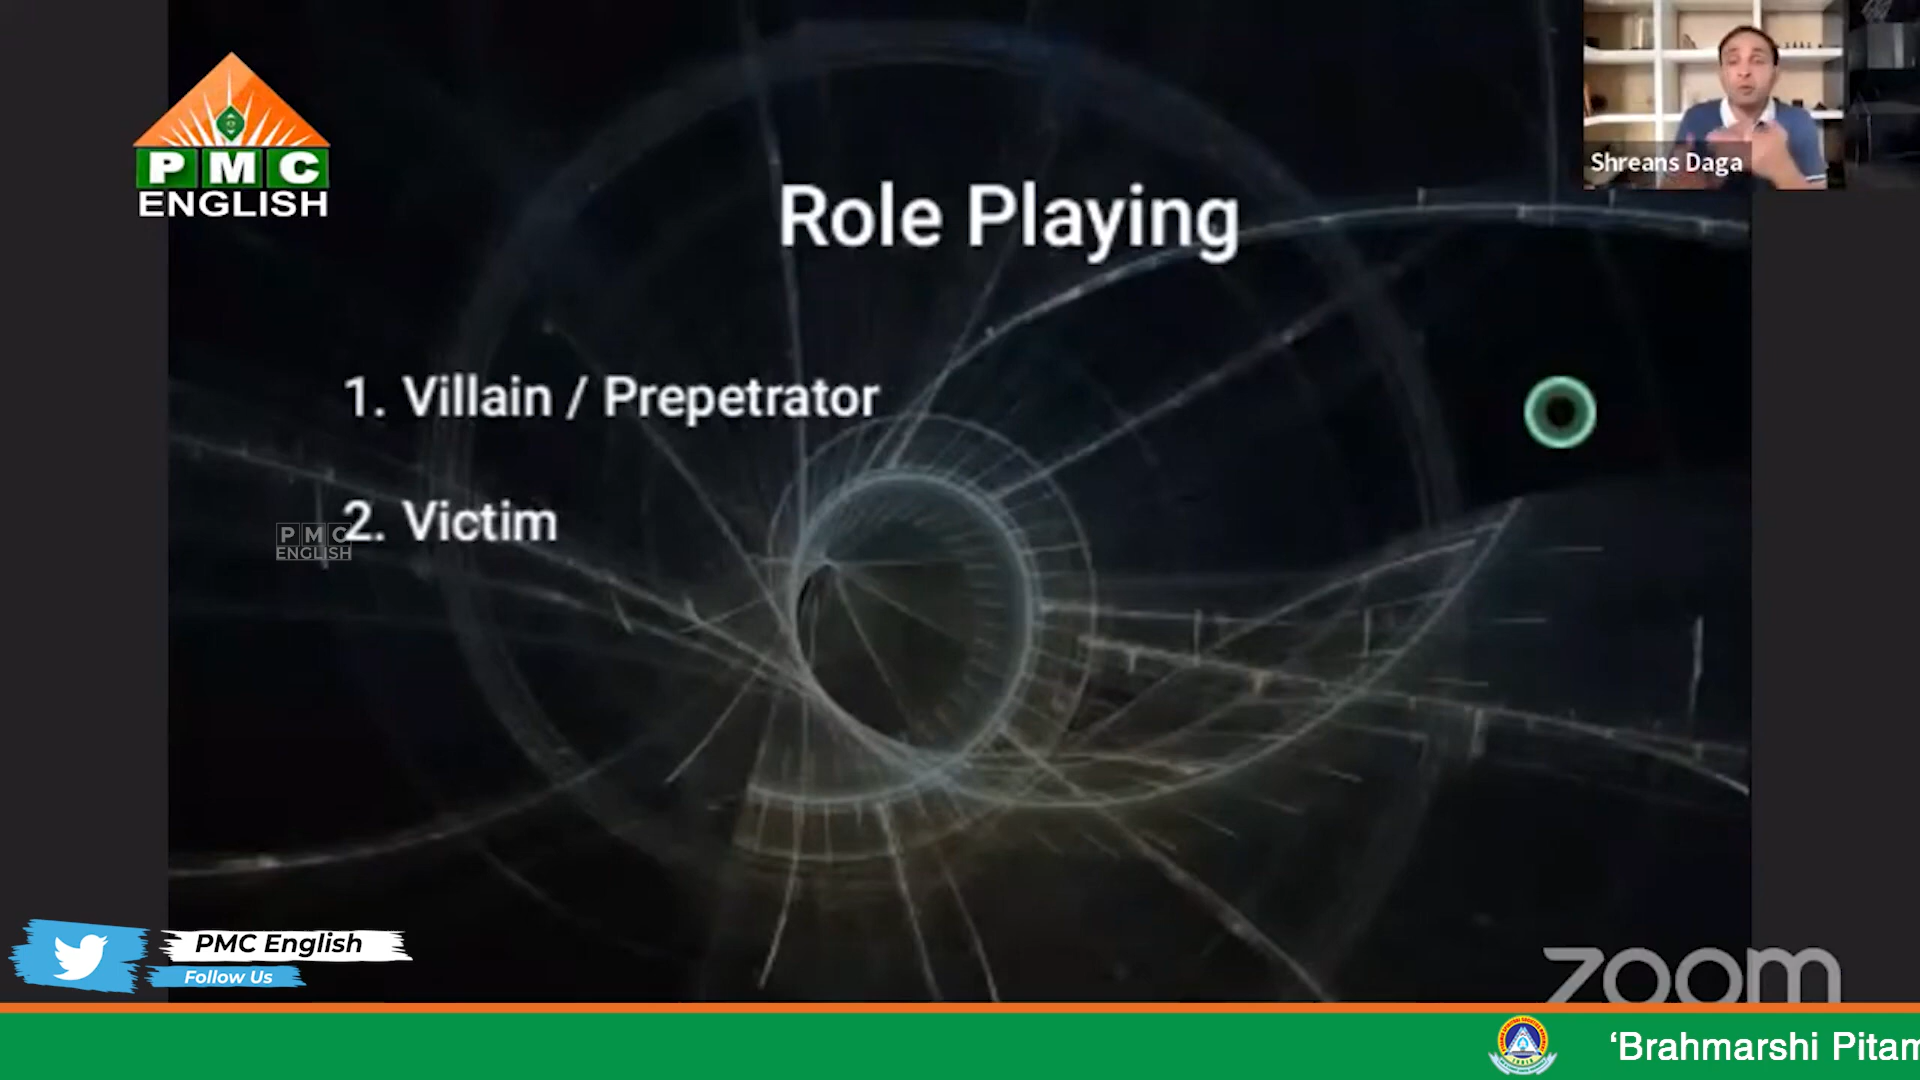 PMC
ENGLISH
Shreans Daga
Role Playing
1. Villain / Prepetrator
2. Victim
PMC
ENGLISH
PMC English
Follow Us
zoom
‘Brahmarshi Pitam